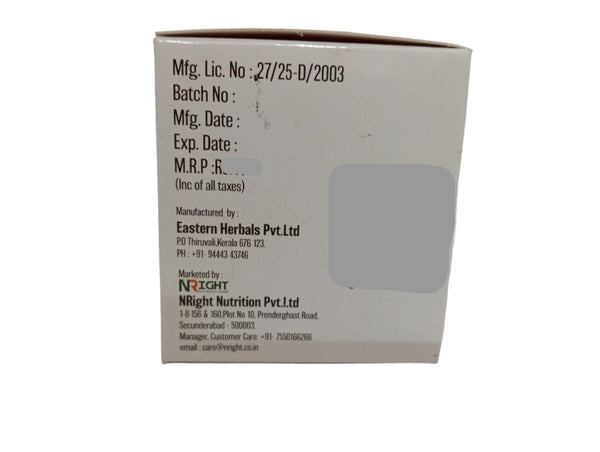 Mfg. Lic. No : 27/25-D/2003
Batch No :
Mfg. Date :
Exp. Date :
M.R.P :R
(Inc of all taxes)
Manufactured by :
Eastern Herbals Pvt.Ltd
P.O Thiruvali,Kerala 676 123.
PH : +91- 94443 43746
Marketed by :
NRIGHT
NRight Nutrition Pvt.l.td
1-8-156 & 160,Plot No 10, Prenderghast Road,
Secunderabad - 500003.
Manager, Customer Care: +91- 7550166266
email : care@nright.co.in